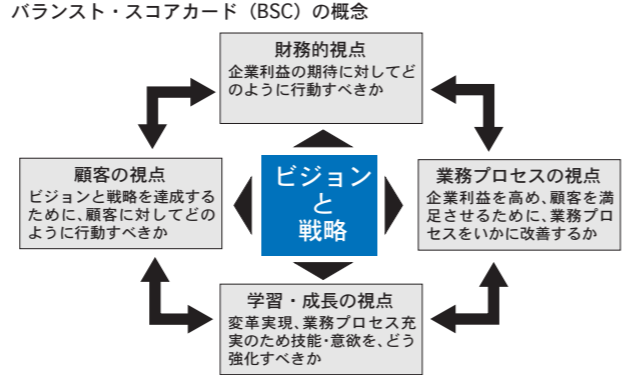 バランスト・スコアカード（BSC）の概念
財務的視点
企業利益の期待に対してど
のように行動すべきか
顧客の視点
ビジョンと戦略を達成する
ために、顧客に対してどの
ように行動すべきか
ビジョン
と
戦略
業務プロセスの視点
企業利益を高め、顧客を満
足させるために、業務プロ
セスをいかに改善するか
学習・成長の視点
変革実現、業務プロセス充
実のため技能・意欲を、どう
強化すべきか